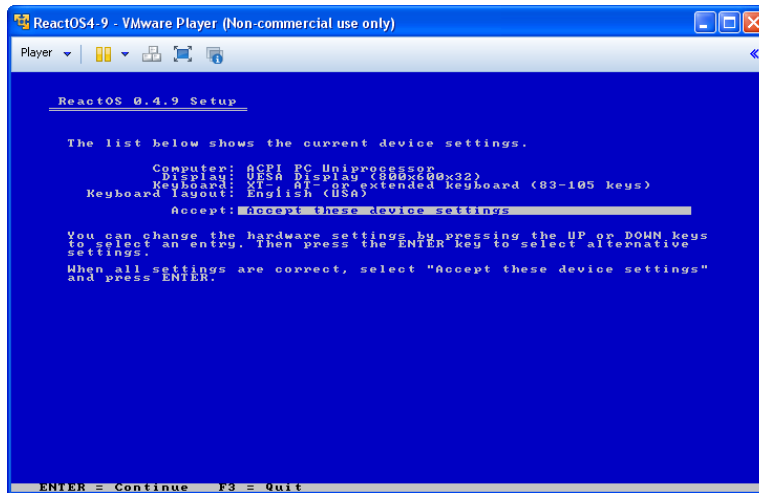 ReactOS4-9 - VMware Player (Non-commercial use only)
Player
ReactOS 0.4.9 Setup
The list below shows the current device settings.
Computer: ACPI PC Uniprocessor
Display: VESA Display (800x600x32)
Keyboard: XT-, AT- or extended keyboard (83-105 keys)
Keyboard layout: English (USA)
Accept: Accept these device settings
You can change the hardware settings by pressing the UP or DOWN keys
to select an entry. Then press the ENTER key to select alternative
settings.
When all settings are correct, select "Accept these device settings"
and press ENTER.
ENTER = Continue F3 = Quit